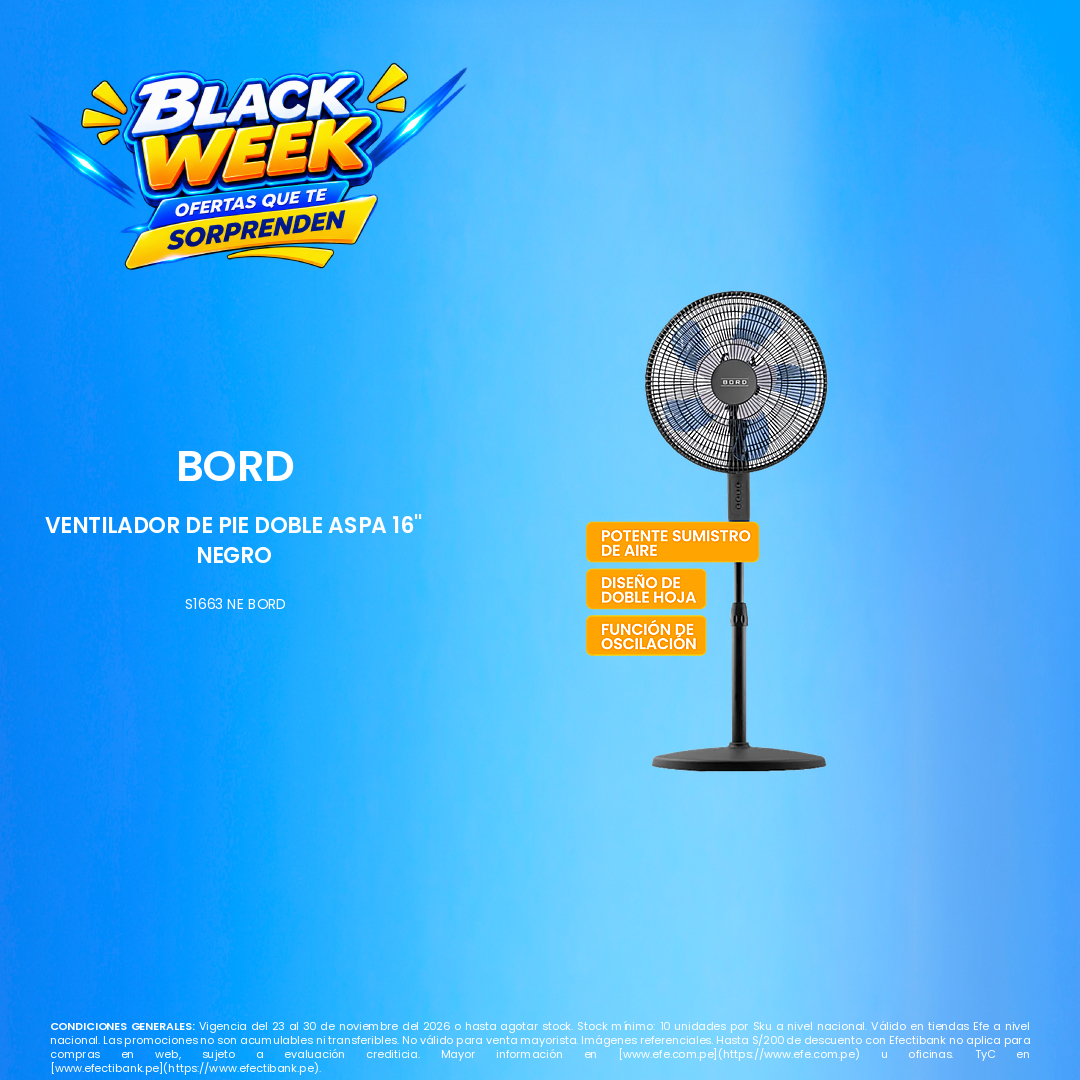 BLACK
WEEK
OFERTAS QUE TE
SORPRENDEN
BORD
BORD
VENTILADOR DE PIE DOBLE ASPA 16"
NEGRO
S1663 NE BORD
POTENTE SUMISTRO
DE AIRE
DISEÑO DE
DOBLE HOJA
FUNCIÓN DE
OSCILACIÓN
CONDICIONES GENERALES: Vigencia del 23 al 30 de noviembre del 2026 o hasta agotar stock. Stock mínimo: 10 unidades por Sku a nivel nacional. Válido en tiendas Efe a nivel
nacional. Las promociones no son acumulables ni transferibles. No válido para venta mayorista. Imágenes referenciales. Hasta S/200 de descuento con Efectibank no aplica para
compras en web, sujeto a evaluación crediticia. Mayor información en [www.efe.com.pe](https://www.efe.com.pe) u oficinas. TyC en
[www.efectibank.pe](https://www.efectibank.pe).